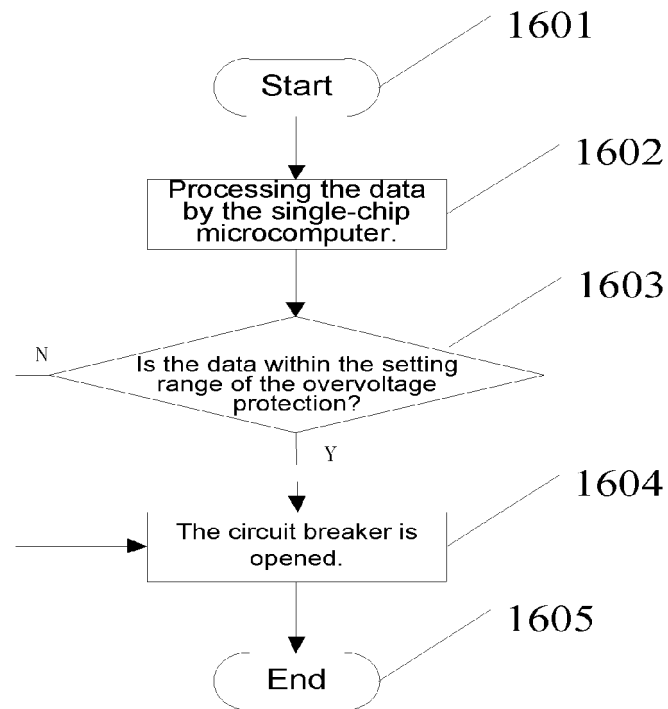 1601
Start
1602
Processing the data
by the single-chip
microcomputer.
1603
N
Is the data within the setting
range of the overvoltage
protection?
Y
1604
The circuit breaker is
opened.
1605
End